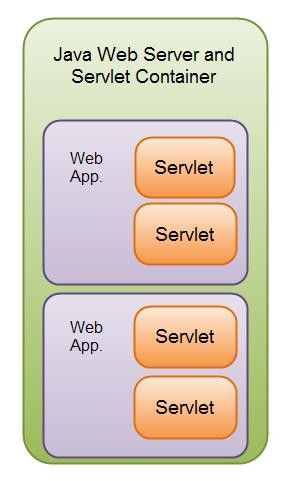 Java Web Server and
Servlet Container
Web
App.
Servlet
Servlet
Web
App.
Servlet
Servlet